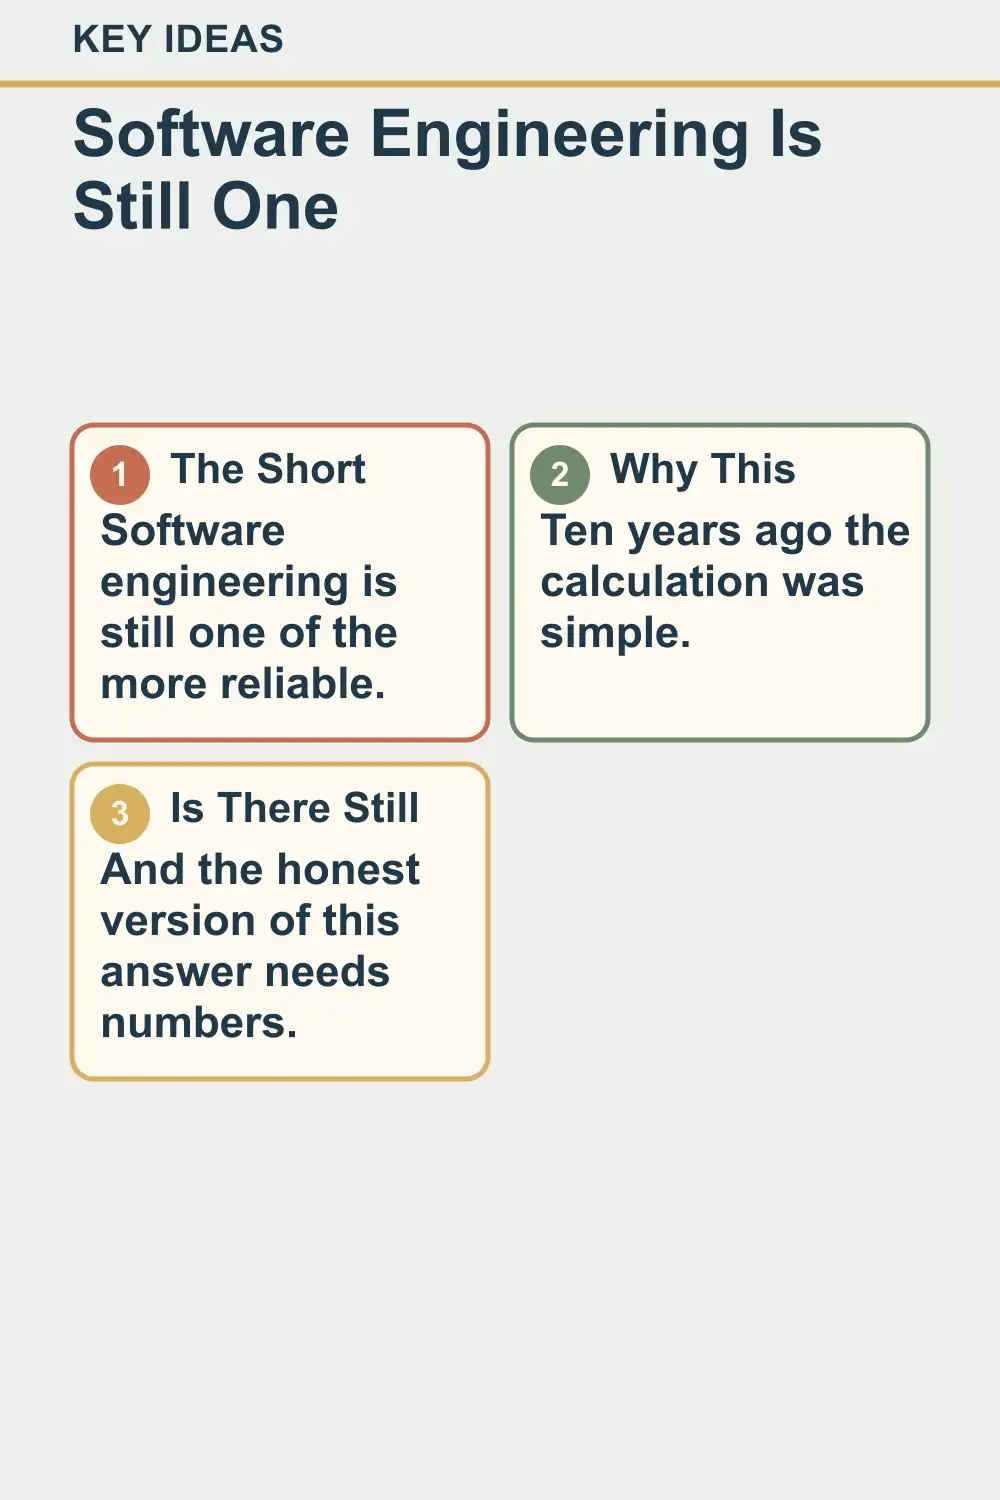 KEY IDEAS
Software Engineering Is
Still One
1 The Short
Software
engineering is
still one of the
more reliable.
2 Why This
Ten years ago the
calculation was
simple.
3 Is There Still
And the honest
version of this
answer needs
numbers.